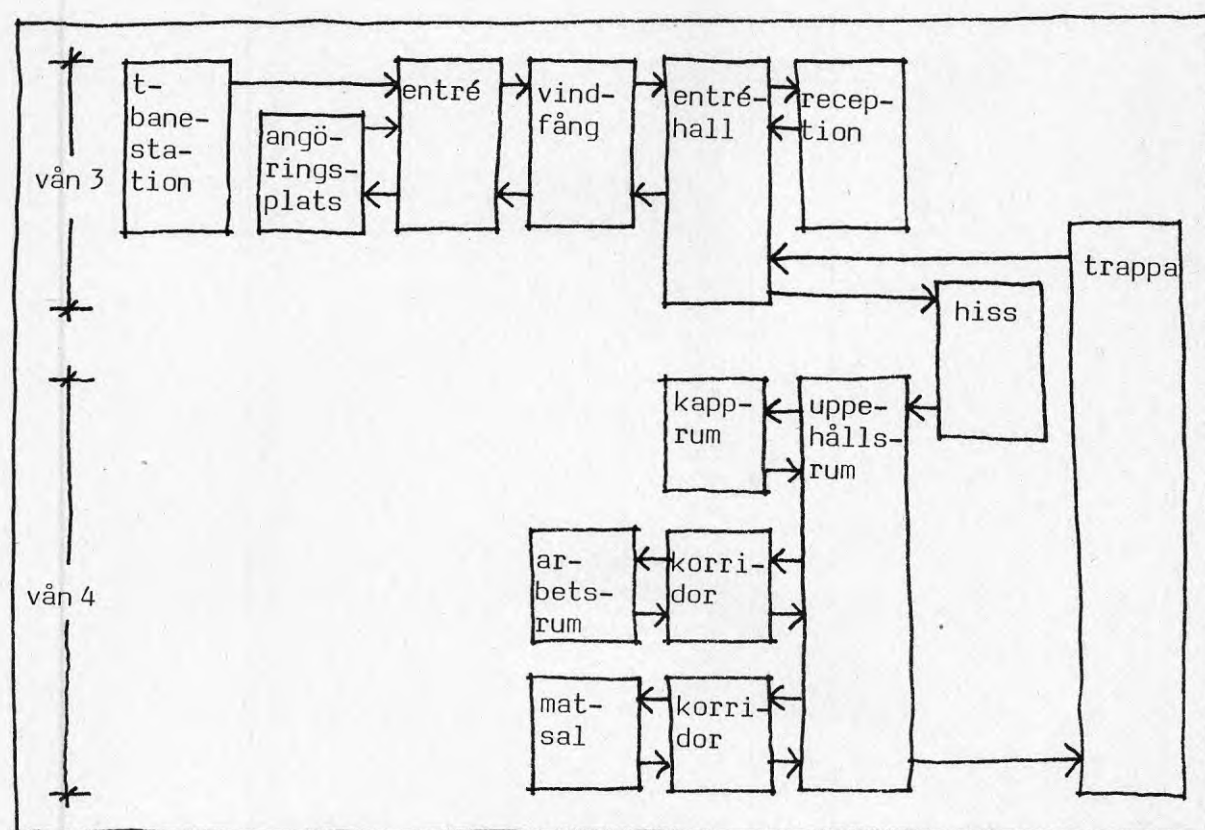 vån 3
t-
bane-
sta-
tion
angö-
rings-
plats
entré
vind-
fång
entré-
hall
recep-
tion
trappa
hiss
vån 4
kapp-
rum
uppe-
hålls-
rum
ar-
bets-
rum
korri-
dor
mat-
sal
korri-
dor